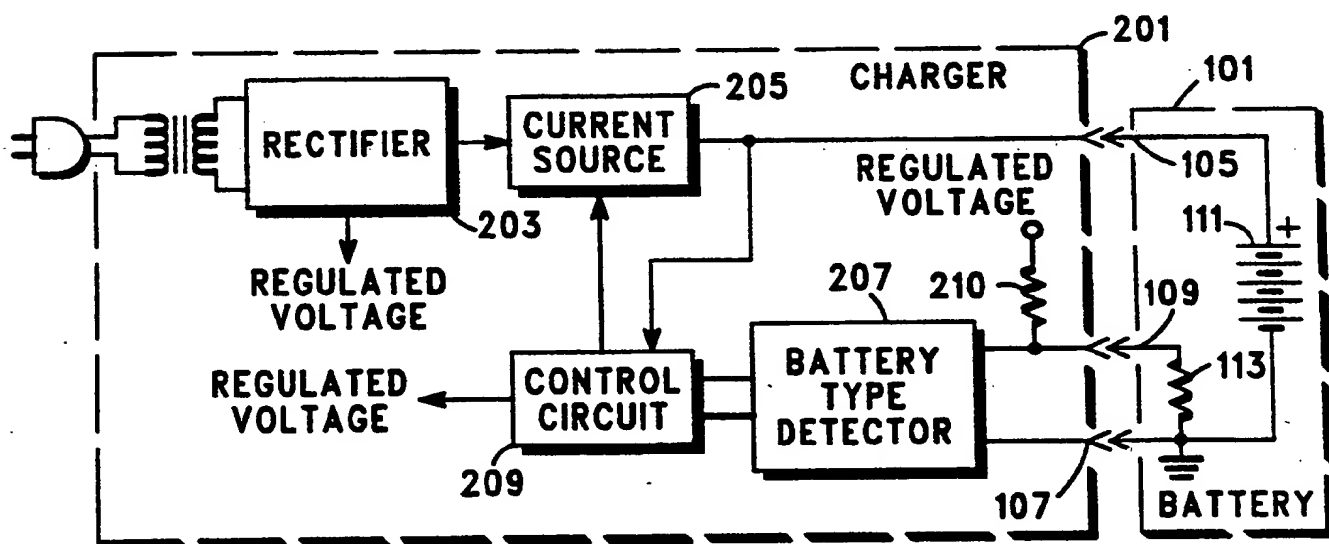 201
CHARGER
101
205
RECTIFIER
CURRENT
SOURCE
105
REGULATED
VOLTAGE
203
111
+
REGULATED
VOLTAGE
207
210
109
REGULATED
VOLTAGE
CONTROL
CIRCUIT
BATTERY
TYPE
DETECTOR
113
209
107
BATTERY